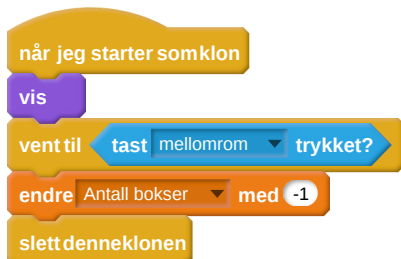 når jeg starter som klon
vis
vent til tast mellomrom trykket?
endre Antall bokser med -1
slett denne klonen